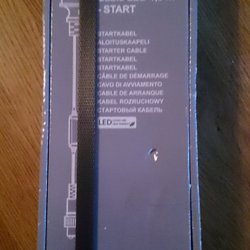 - START
STARTKABEL
ALOITUSKAAPELI
STARTER CABLE
STARTKABEL
STARTKABEL
CÂBLE DE DÉMARRAGE
CAVO DI AVVIAMENTO
CABLE DE ARRANQUE
KABEL ROZRUCHOWY
СТАРТОВЫЙ КАБЕЛЬ
LED